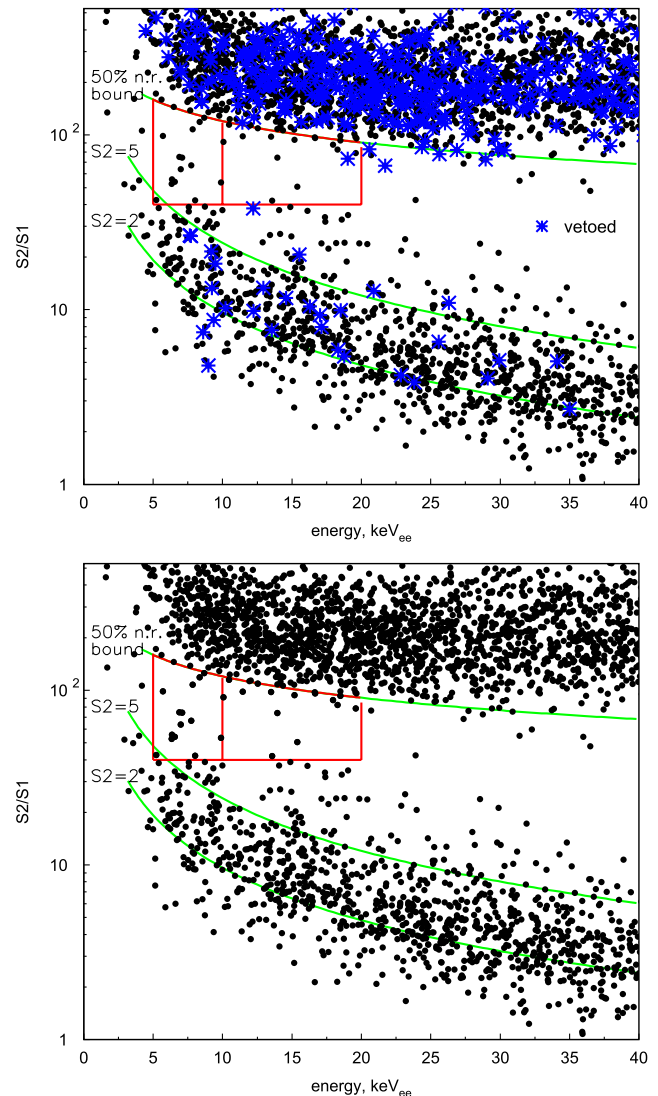 50% n.r.
bound
10²
S2=5
S2=2
S2/S1
vetoed
10
1
0 5 10 15 20 25 30 35 40
energy, keVee
50% n.r.
bound
10²
S2=5
S2=2
S2/S1
10
1
0 5 10 15 20 25 30 35 40
energy, keVee